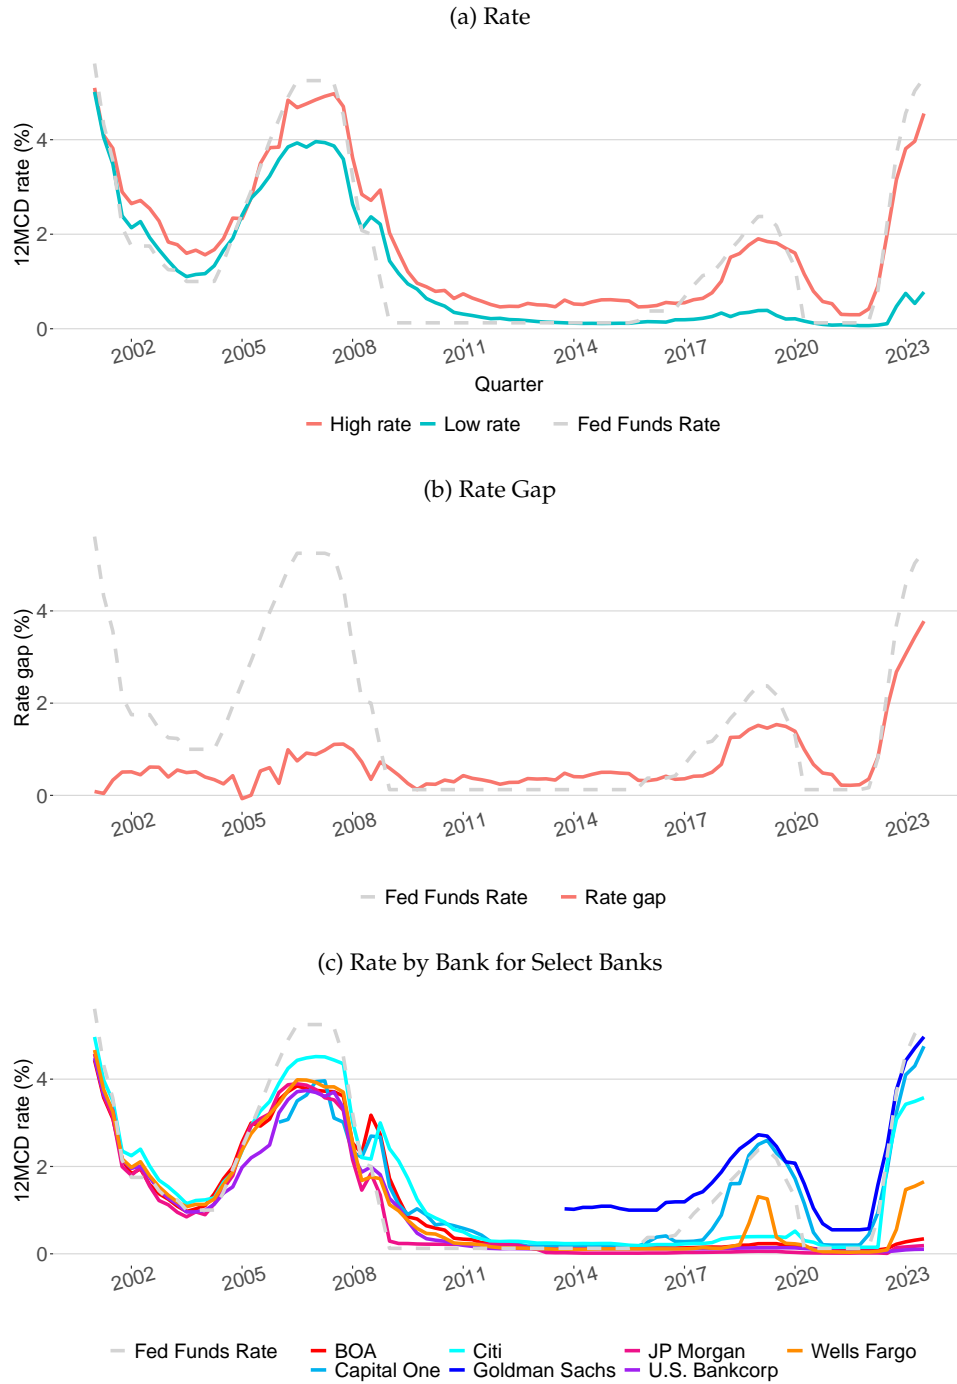 (a) Rate
12MCD rate (%)
4
2
0
2002 2005 2008 2011 2014 2017 2020 2023
Quarter
High rate Low rate Fed Funds Rate
(b) Rate Gap
Rate gap (%)
4
2
0
2002 2005 2008 2011 2014 2017 2020 2023
Fed Funds Rate Rate gap
(c) Rate by Bank for Select Banks
12MCD rate (%)
4
2
0
2002 2005 2008 2011 2014 2017 2020 2023
Fed Funds Rate BOA Citi JP Morgan Wells Fargo
Capital One Goldman Sachs U.S. Bankcorp